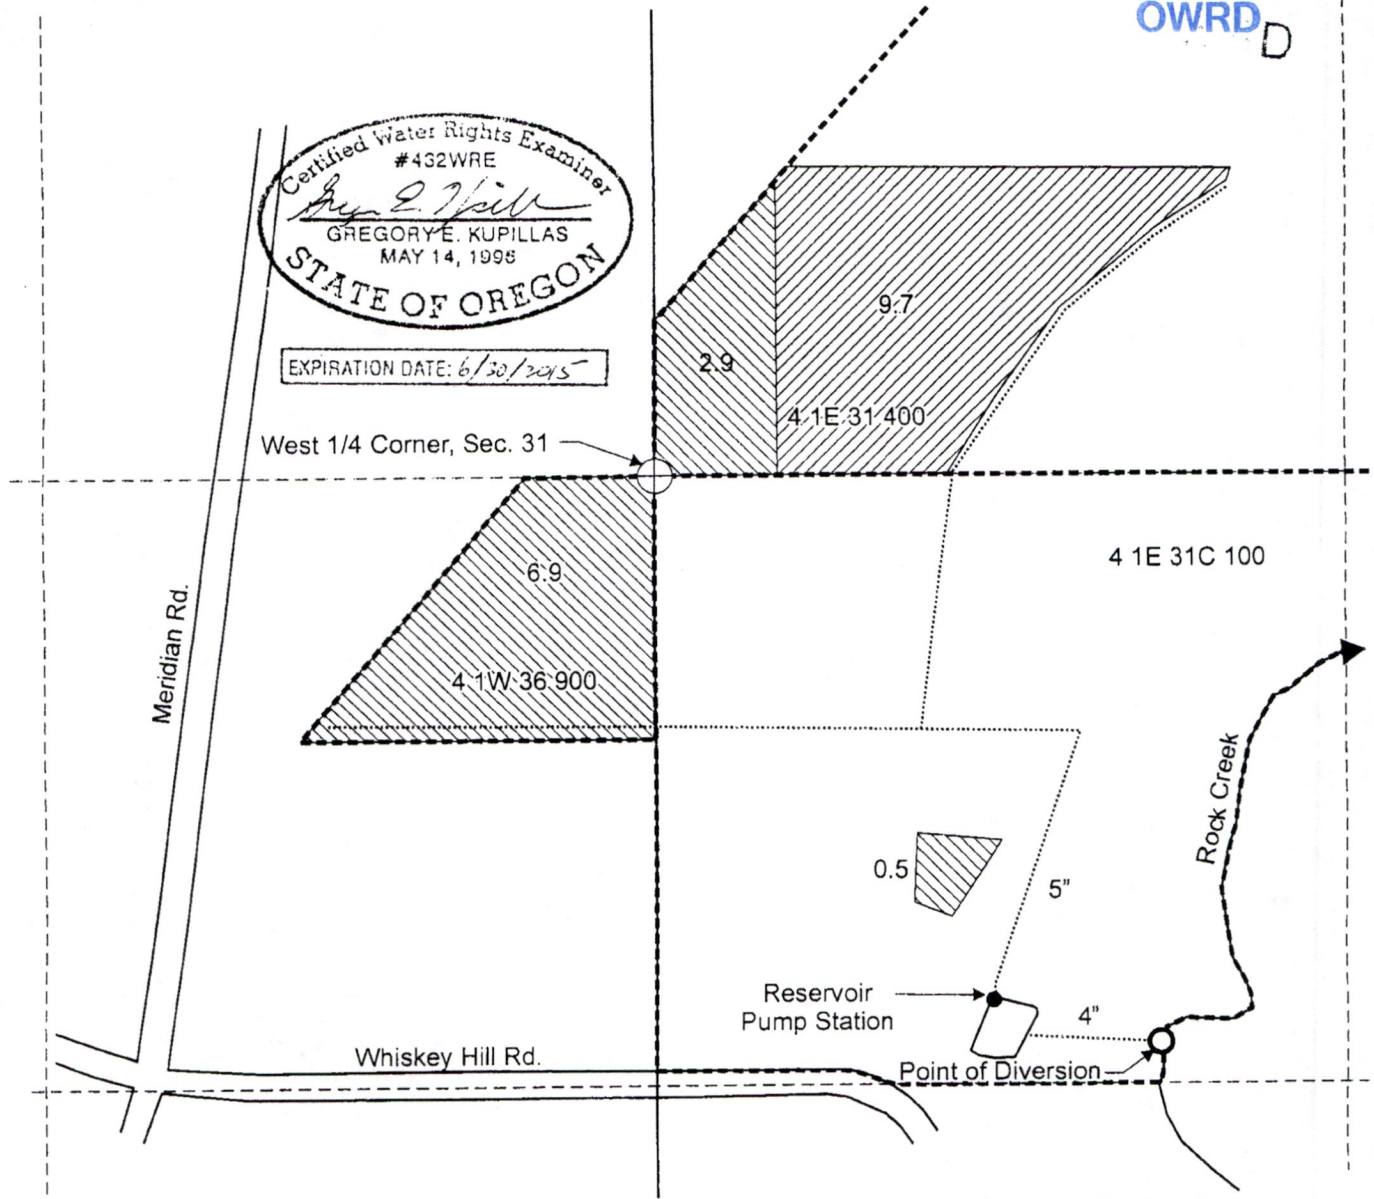 OWRD
D
Certified Water Rights Examiner
#432WRE
GREGORY E. KUPILLAS
MAY 14, 1996
STATE OF OREGON
EXPIRATION DATE: 6/30/2015
9.7
2.9
4 1E 31 400
West 1/4 Corner, Sec. 31
6.9
4 1E 31C 100
4 1W 36 900
Meridian Rd.
Rock Creek
0.5
5"
Reservoir
Pump Station
4"
Whiskey Hill Rd.
Point of Diversion